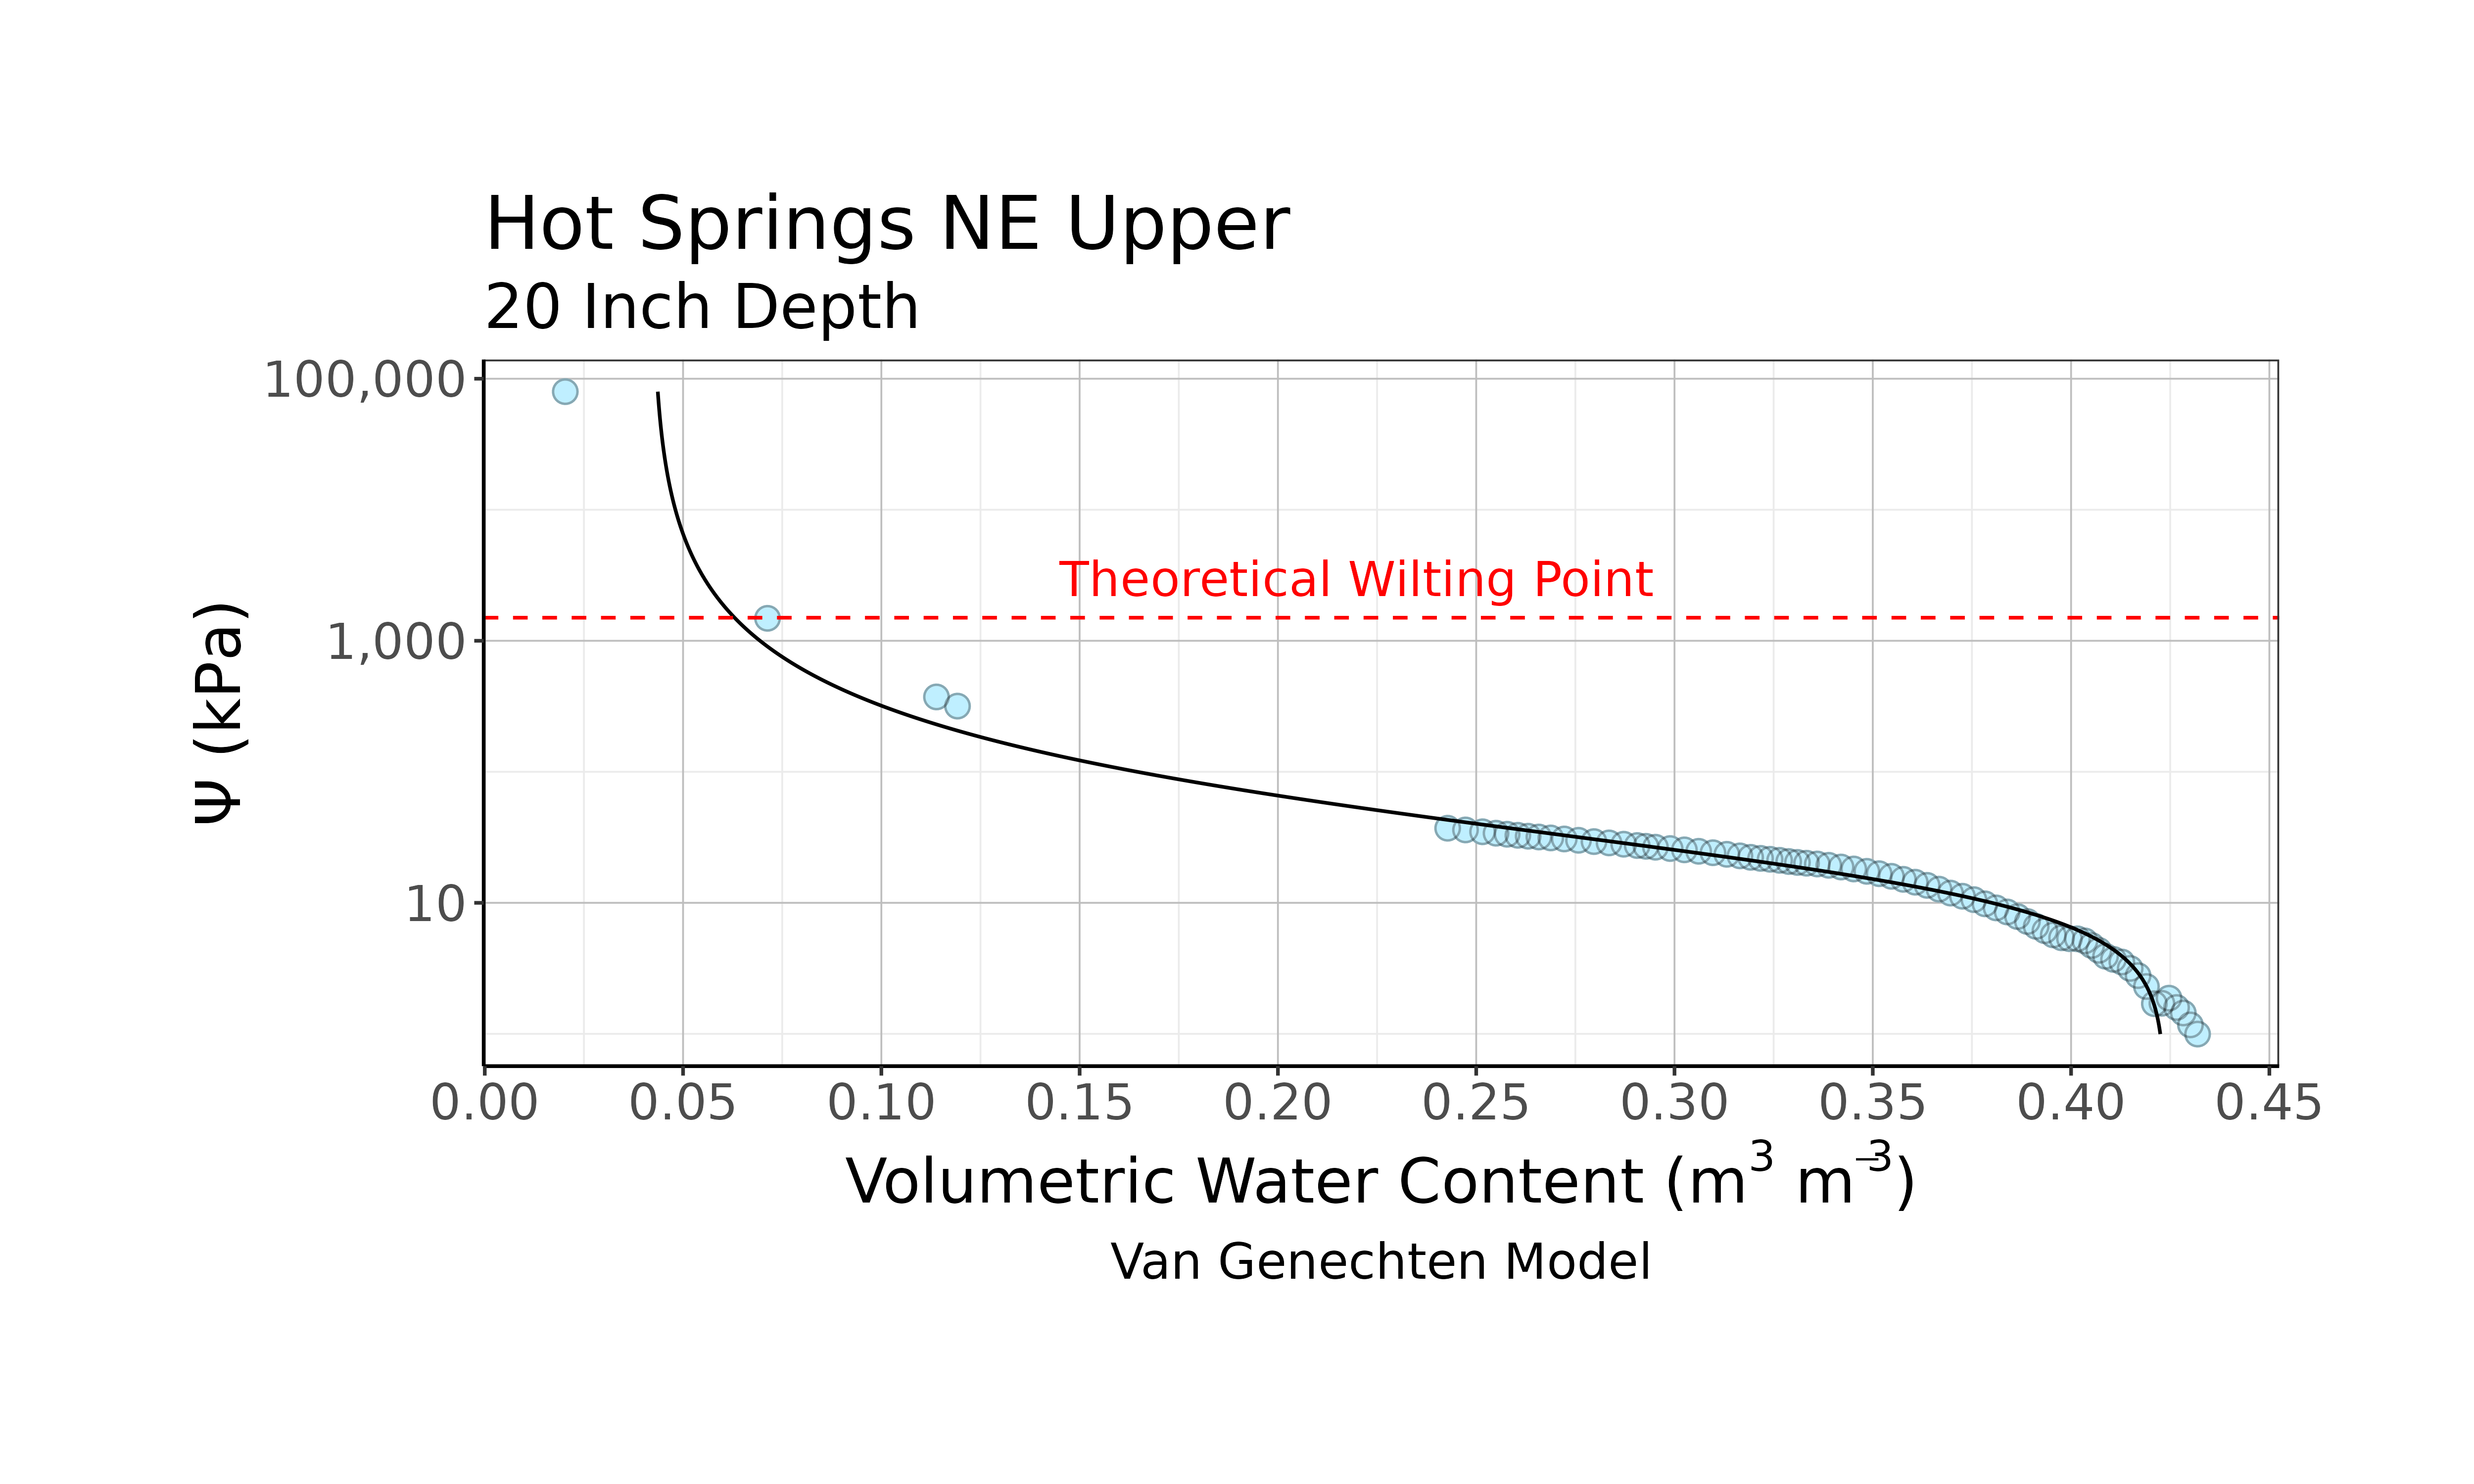 Hot Springs NE Upper
20 Inch Depth
100,000
1,000
10
Ψ (kPa)
Theoretical Wilting Point
0.00 0.05 0.10 0.15 0.20 0.25 0.30 0.35 0.40 0.45
Volumetric Water Content (m³ m⁻³)
Van Genechten Model